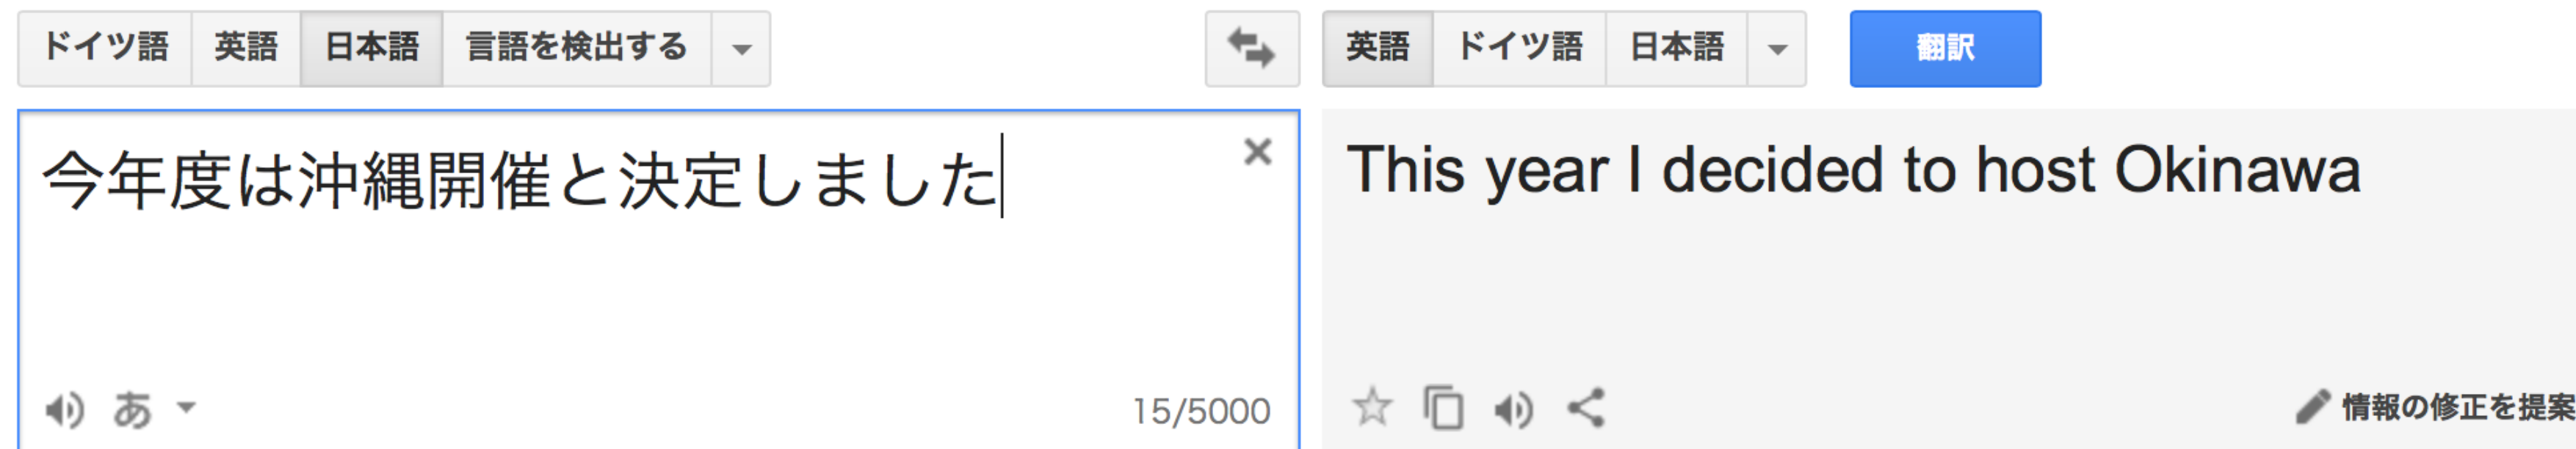 ドイツ語 英語 日本語 言語を検出する
英語 ドイツ語 日本語 翻訳
今年度は沖縄開催と決定しました
This year I decided to host Okinawa
あ
15/5000
情報の修正を提案